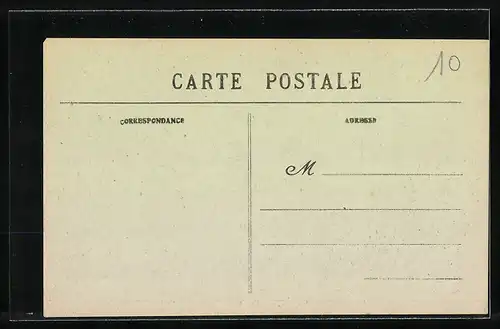 10
CARTE POSTALE
CORRESPONDANCE
ADRESSE
M